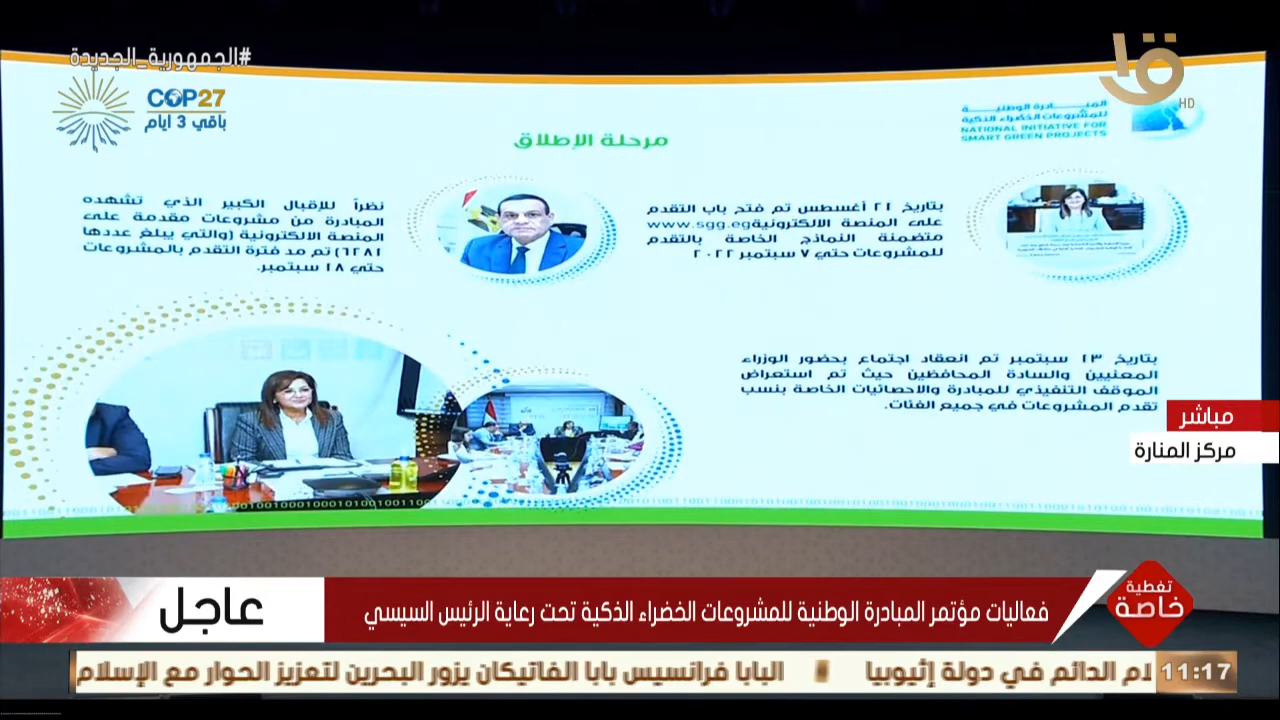 #الجمهورية_الجديدة
HD
COP27
باقي 3 ايام
المبادرة الوطنية
للمشروعات الخضراء الذكية
NATIONAL INITIATIVE FOR
SMART GREEN PROJECTS
مرحلة الإطلاق
بتاريخ ٢١ أغسطس تم فتح باب التقدم
على المنصة الالكترونية www.sgg.eg
متضمنة النماذج الخاصة بالتقدم
للمشروعات حتي ٧ سبتمبر ٢٠٢٢
نظراً للإقبال الكبير الذي تشهده
المبادرة من مشروعات مقدمة على
المنصة الالكترونية (والتي يبلغ عددها
٦٢٨١) تم مد فترة التقدم بالمشروعات
حتي ١٨ سبتمبر.
بتاريخ ٢٣ سبتمبر تم انعقاد اجتماع بحضور الوزراء
المعنيين والسادة المحافظين حيث تم استعراض
الموقف التنفيذي للمبادرة والاحصائيات الخاصة بنسب
تقدم المشروعات في جميع الفئات.
مباشر
مركز المنارة
تغطية
خاصة
فعاليات مؤتمر المبادرة الوطنية للمشروعات الخضراء الذكية تحت رعاية الرئيس السيسي
عاجل
11:17
لام الدائم في دولة إثيوبيا
البابا فرانسيس بابا الفاتيكان يزور البحرين لتعزيز الحوار مع الإسلام